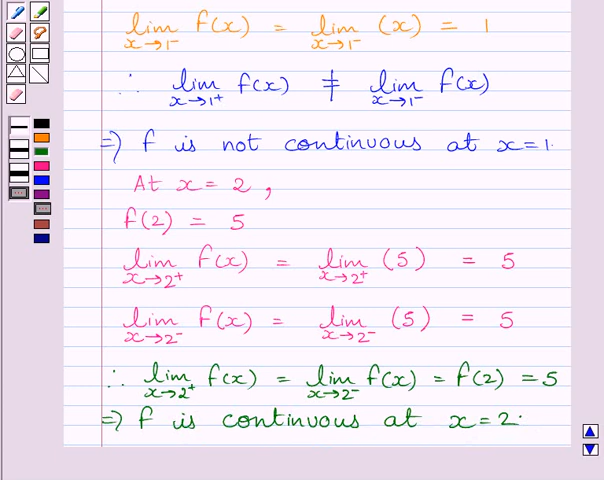 lim x→1⁻ f(x) = lim x→1⁻ (x) = 1
∴ lim x→1⁺ f(x) ≠ lim x→1⁻ f(x)
⇒ f is not continuous at x=1.
At x = 2,
f(2) = 5
lim x→2⁺ f(x) = lim x→2⁺ (5) = 5
lim x→2⁻ f(x) = lim x→2⁻ (5) = 5
∴ lim x→2⁺ f(x) = lim x→2⁻ f(x) = f(2) = 5
⇒ f is continuous at x=2.